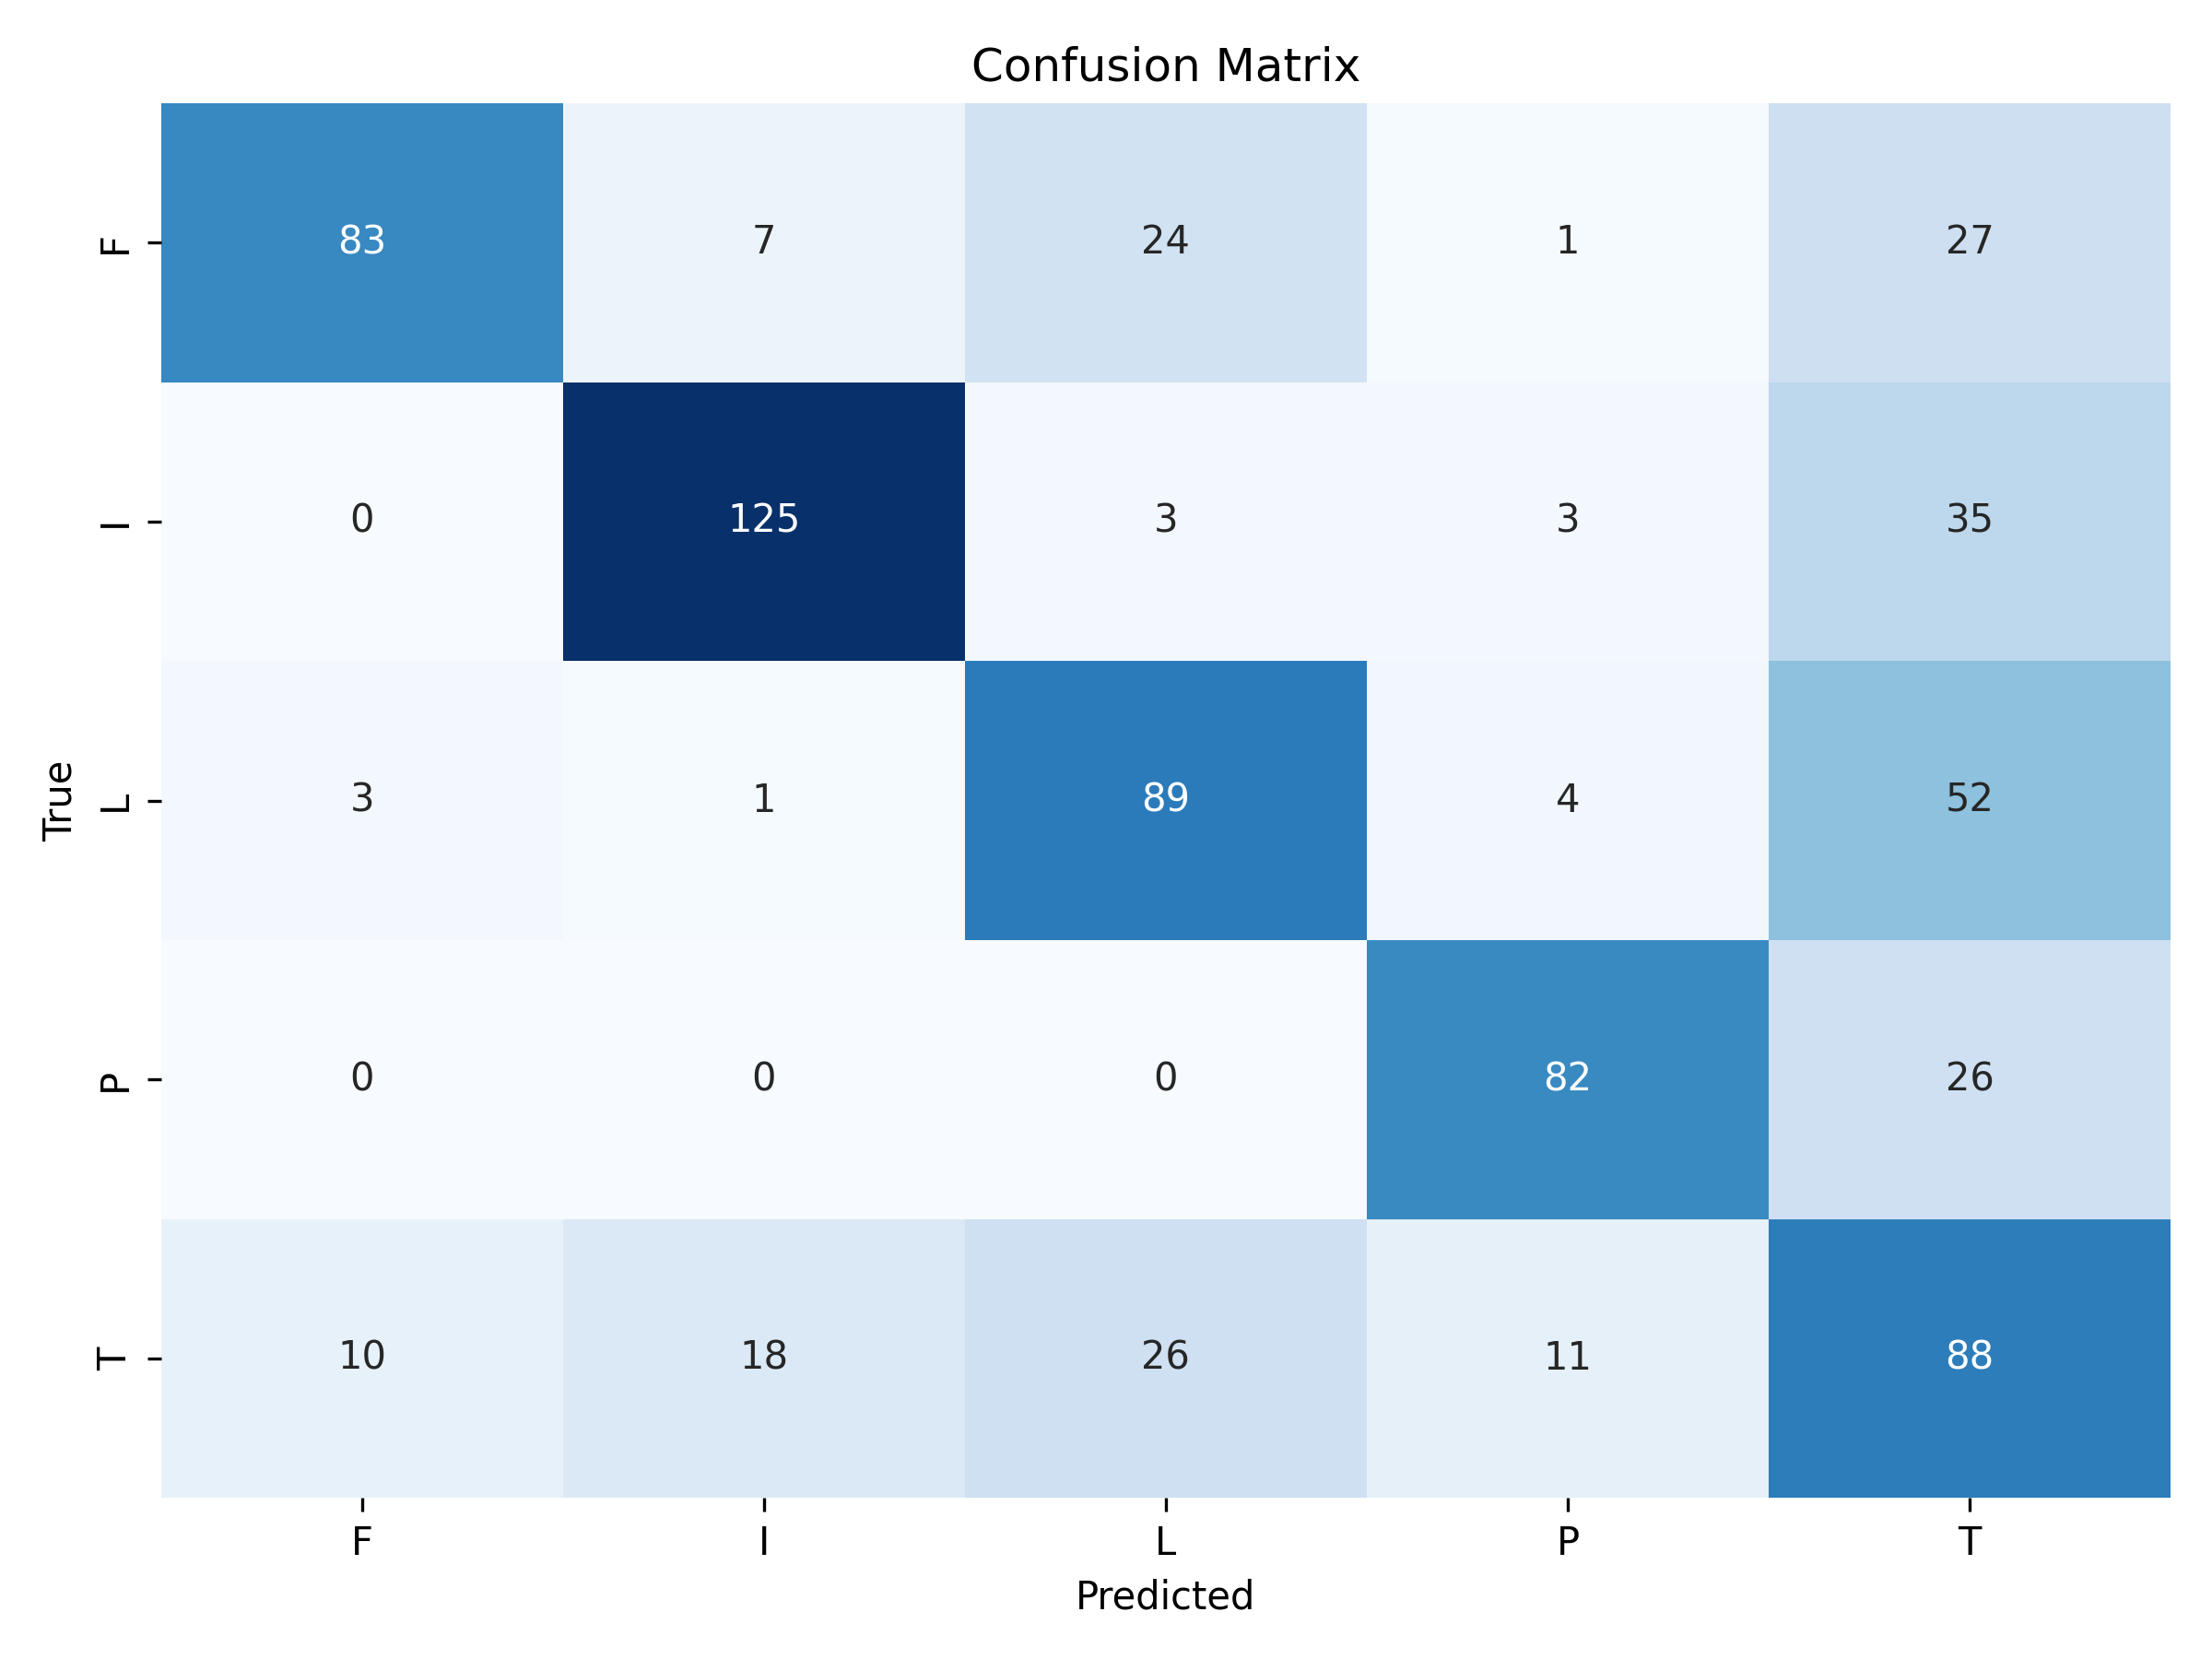 Confusion Matrix
F 83 7 24 1 27
I 0 125 3 3 35
True
L 3 1 89 4 52
P 0 0 0 82 26
T 10 18 26 11 88
F I L P T
Predicted